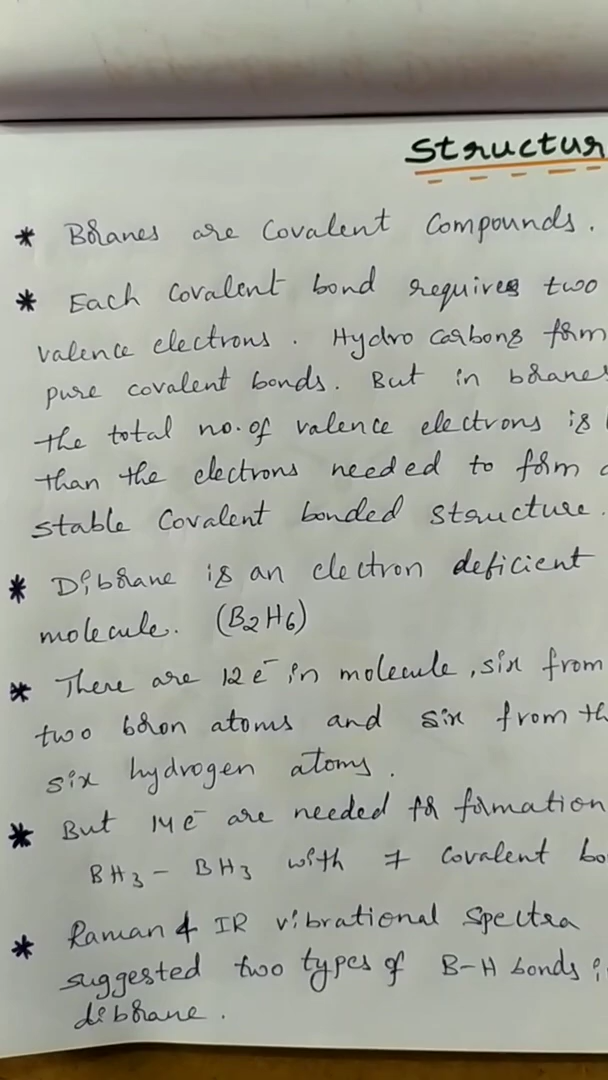 Structur
* Boranes are Covalent Compounds.
* Each Covalent bond requires two
valence electrons. Hydro carbons form
pure covalent bonds. But in boranes
the total no. of valence electrons is
than the electrons needed to form a
stable Covalent bonded structure.
* Diborane is an electron deficient
molecule. (B2H6)
* There are 12 e⁻ in molecule, six from
two boron atoms and six from th
six hydrogen atoms.
* But 14 e⁻ are needed for formation
BH3 - BH3 with 7 covalent bo
* Raman & IR vibrational Spectra
suggested two types of B-H bonds i
diborane.